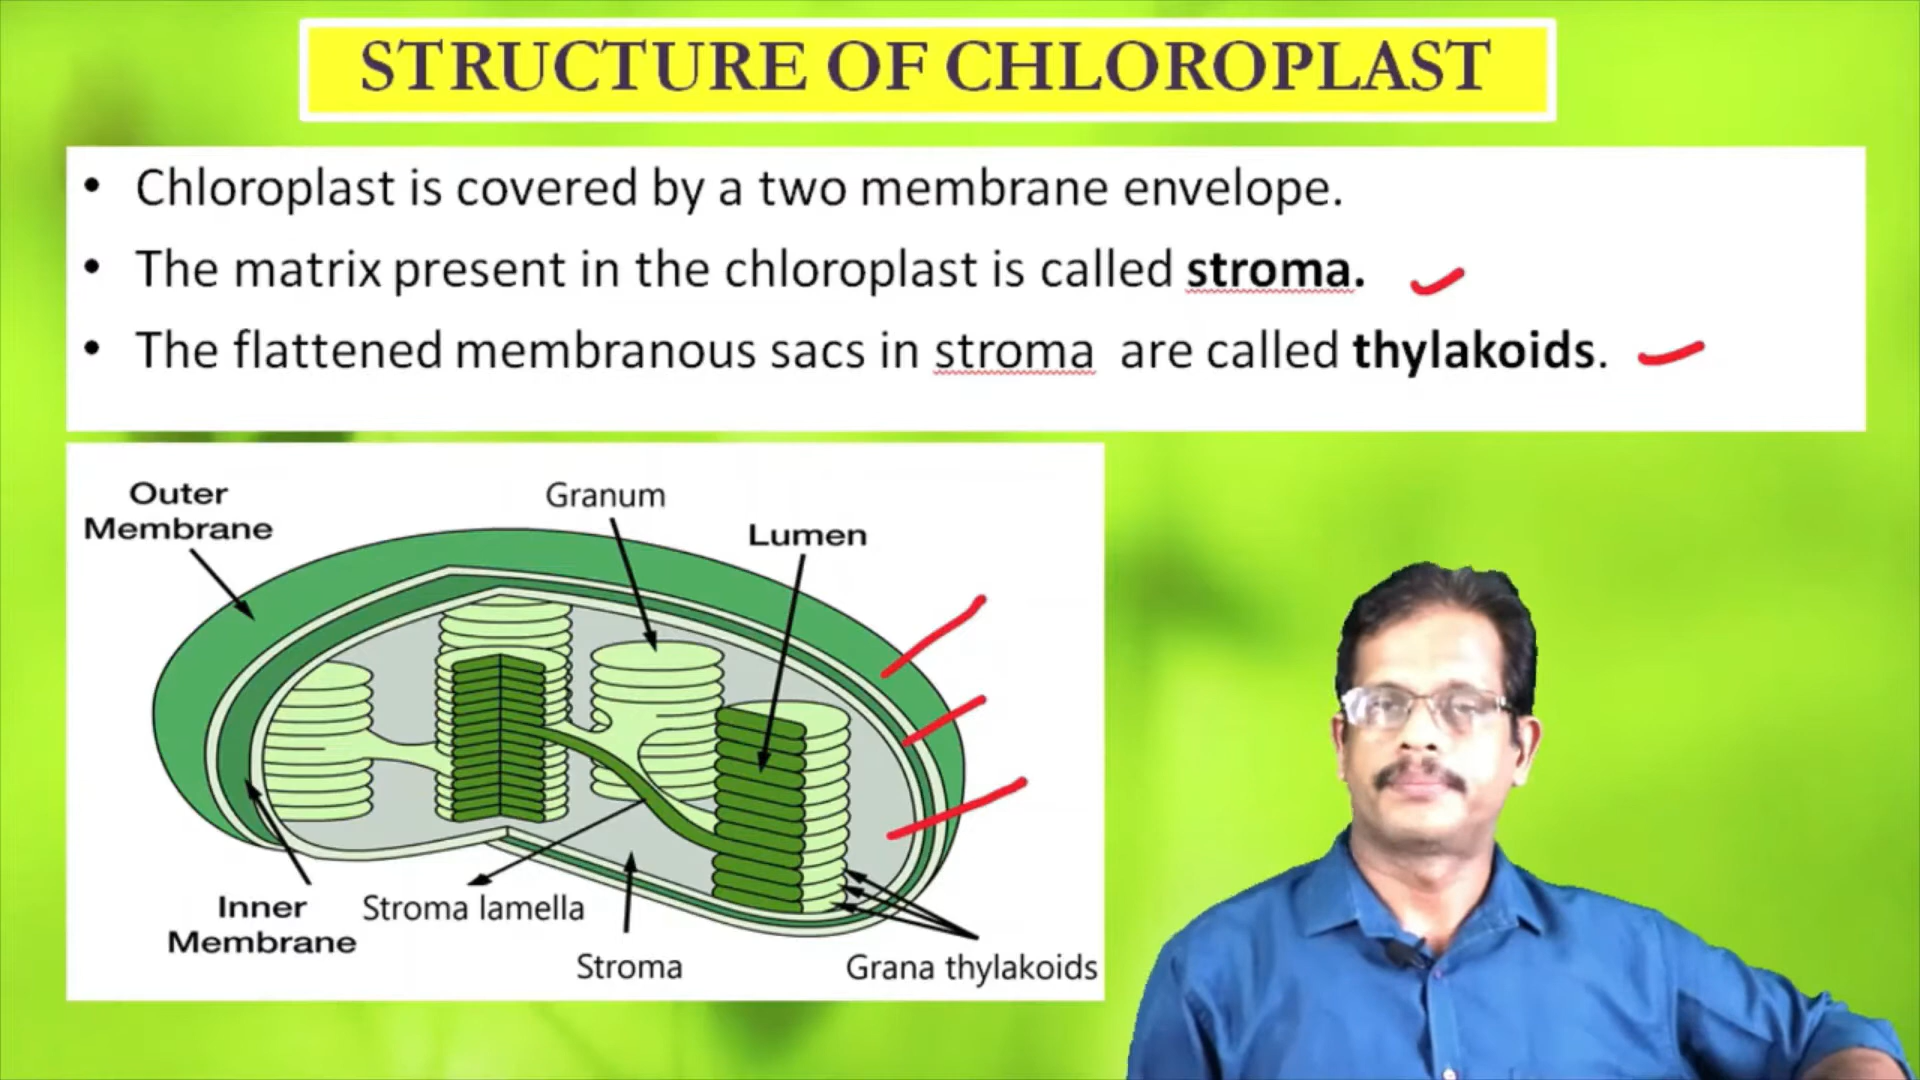 STRUCTURE OF CHLOROPLAST
• Chloroplast is covered by a two membrane envelope.
• The matrix present in the chloroplast is called stroma.
• The flattened membranous sacs in stroma are called thylakoids.
Outer
Membrane
Granum
Lumen
Inner
Membrane
Stroma lamella
Stroma
Grana thylakoids